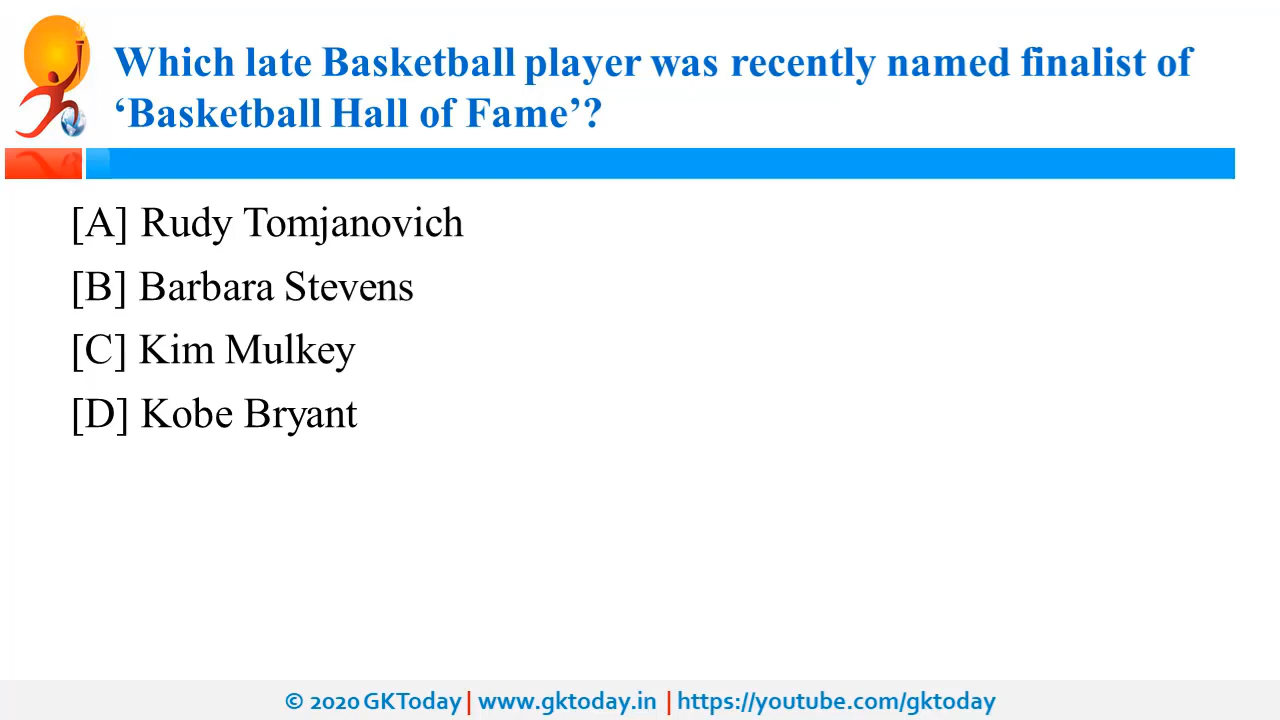 Which late Basketball player was recently named finalist of
‘Basketball Hall of Fame’?
[A] Rudy Tomjanovich
[B] Barbara Stevens
[C] Kim Mulkey
[D] Kobe Bryant
© 2020 GKToday | www.gktoday.in | https://youtube.com/gktoday